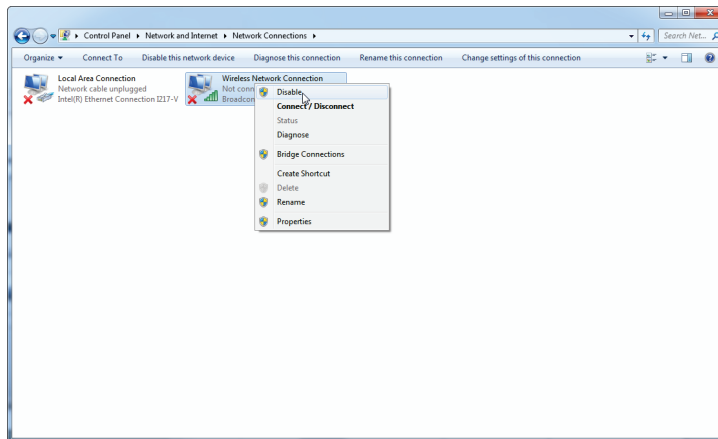 Control Panel ▸ Network and Internet ▸ Network Connections ▸
Search Net...
Organize
Connect To
Disable this network device
Diagnose this connection
Rename this connection
Change settings of this connection
Local Area Connection
Network cable unplugged
Intel(R) Ethernet Connection I217-V
Wireless Network Connection
Not conn
Broadcom
Disable
Connect / Disconnect
Status
Diagnose
Bridge Connections
Create Shortcut
Delete
Rename
Properties